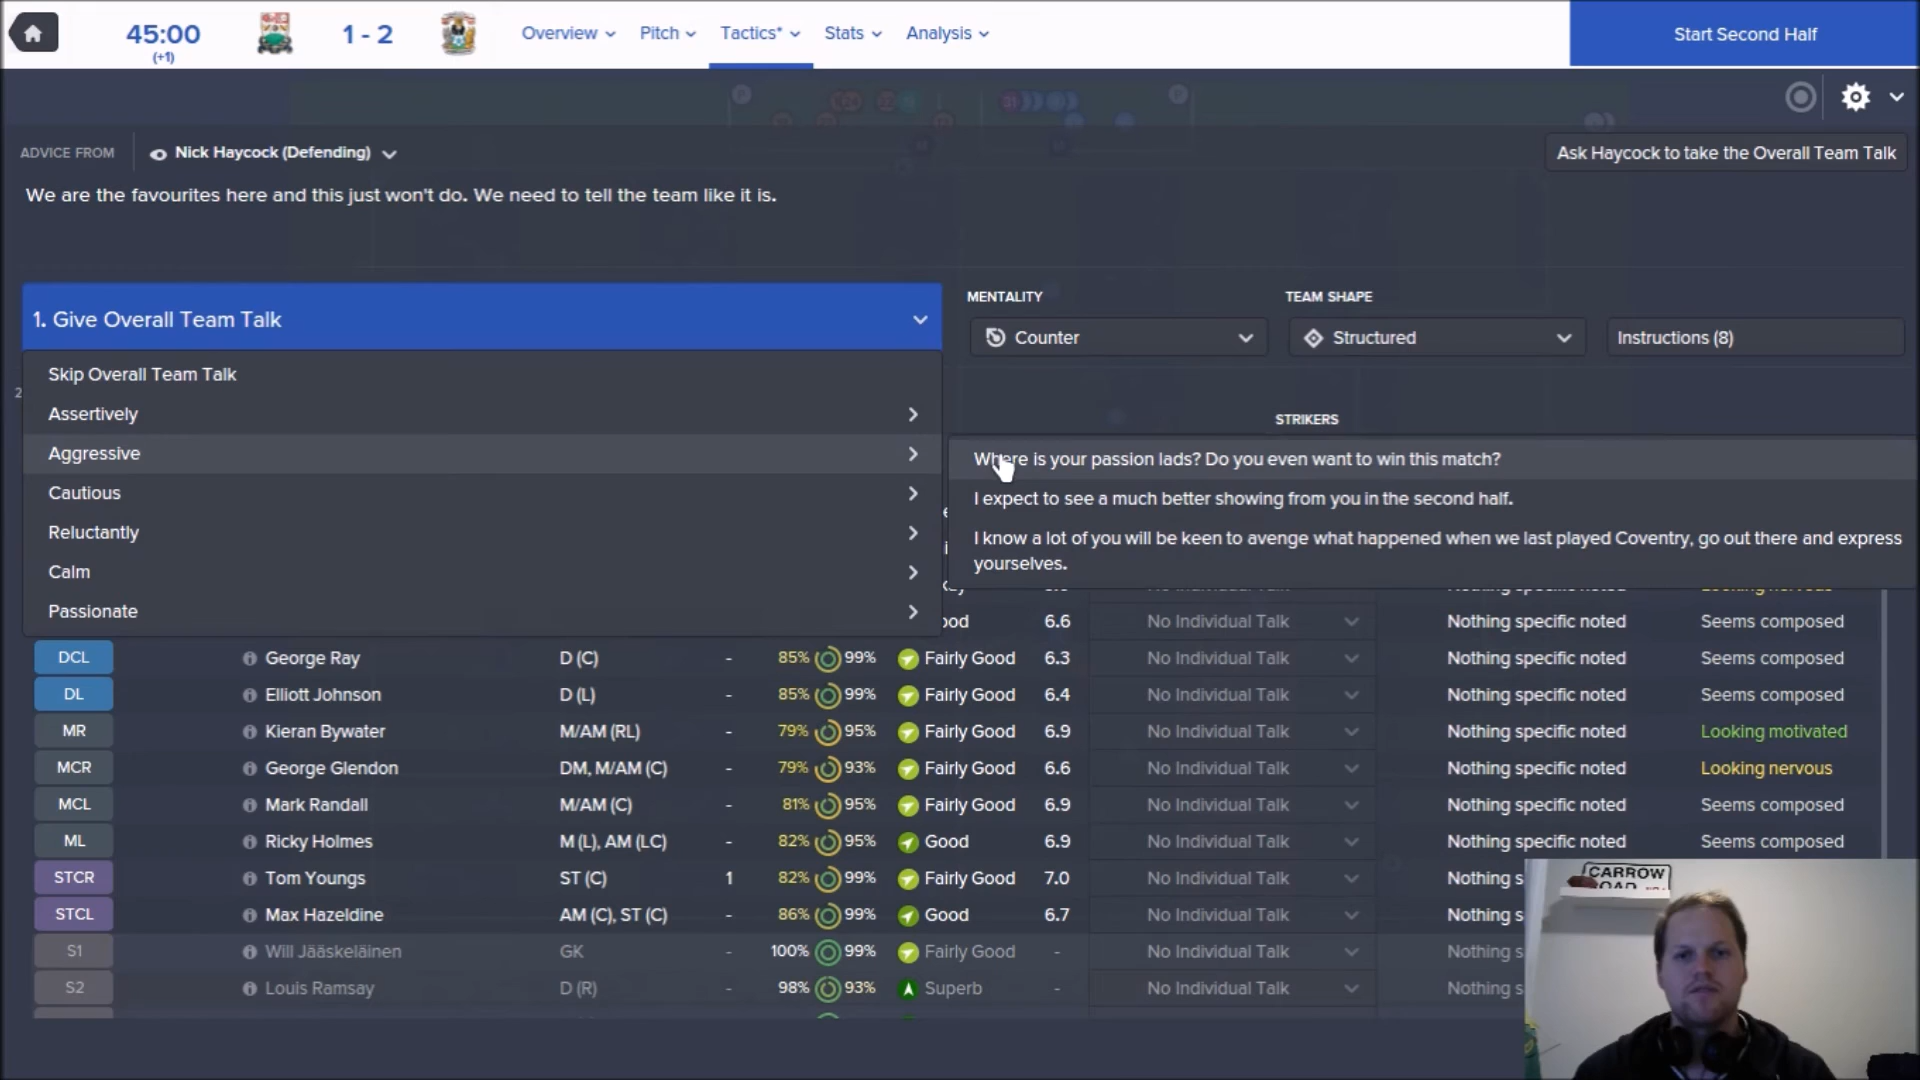 45:00
(+1)
1 - 2
Overview
Pitch
Tactics*
Stats
Analysis
Start Second Half
ADVICE FROM
Nick Haycock (Defending)
Ask Haycock to take the Overall Team Talk
We are the favourites here and this just won't do. We need to tell the team like it is.
1. Give Overall Team Talk
MENTALITY
TEAM SHAPE
Counter
Structured
Instructions (8)
Skip Overall Team Talk
2
Assertively
STRIKERS
Aggressive
Where is your passion lads? Do you even want to win this match?
Cautious
I expect to see a much better showing from you in the second half.
Reluctantly
I know a lot of you will be keen to avenge what happened when we last played Coventry, go out there and express
yourselves.
Calm
Passionate
ood 6.6 No Individual Talk Nothing specific noted Seems composed
DCL George Ray D (C) - 85% 99% Fairly Good 6.3 No Individual Talk Nothing specific noted Seems composed
DL Elliott Johnson D (L) - 85% 99% Fairly Good 6.4 No Individual Talk Nothing specific noted Seems composed
MR Kieran Bywater M/AM (RL) - 79% 95% Fairly Good 6.9 No Individual Talk Nothing specific noted Looking motivated
MCR George Glendon DM, M/AM (C) - 79% 93% Fairly Good 6.6 No Individual Talk Nothing specific noted Looking nervous
MCL Mark Randall M/AM (C) - 81% 95% Fairly Good 6.9 No Individual Talk Nothing specific noted Seems composed
ML Ricky Holmes M (L), AM (LC) - 82% 95% Good 6.9 No Individual Talk Nothing specific noted Seems composed
STCR Tom Youngs ST (C) 1 82% 99% Fairly Good 7.0 No Individual Talk Nothing s
STCL Max Hazeldine AM (C), ST (C) - 86% 99% Good 6.7 No Individual Talk Nothing s
S1 Will Jääskeläinen GK - 100% 99% Fairly Good - No Individual Talk Nothing s
S2 Louis Ramsay D (R) - 98% 93% Superb - No Individual Talk Nothing s
CARROW
ROAD